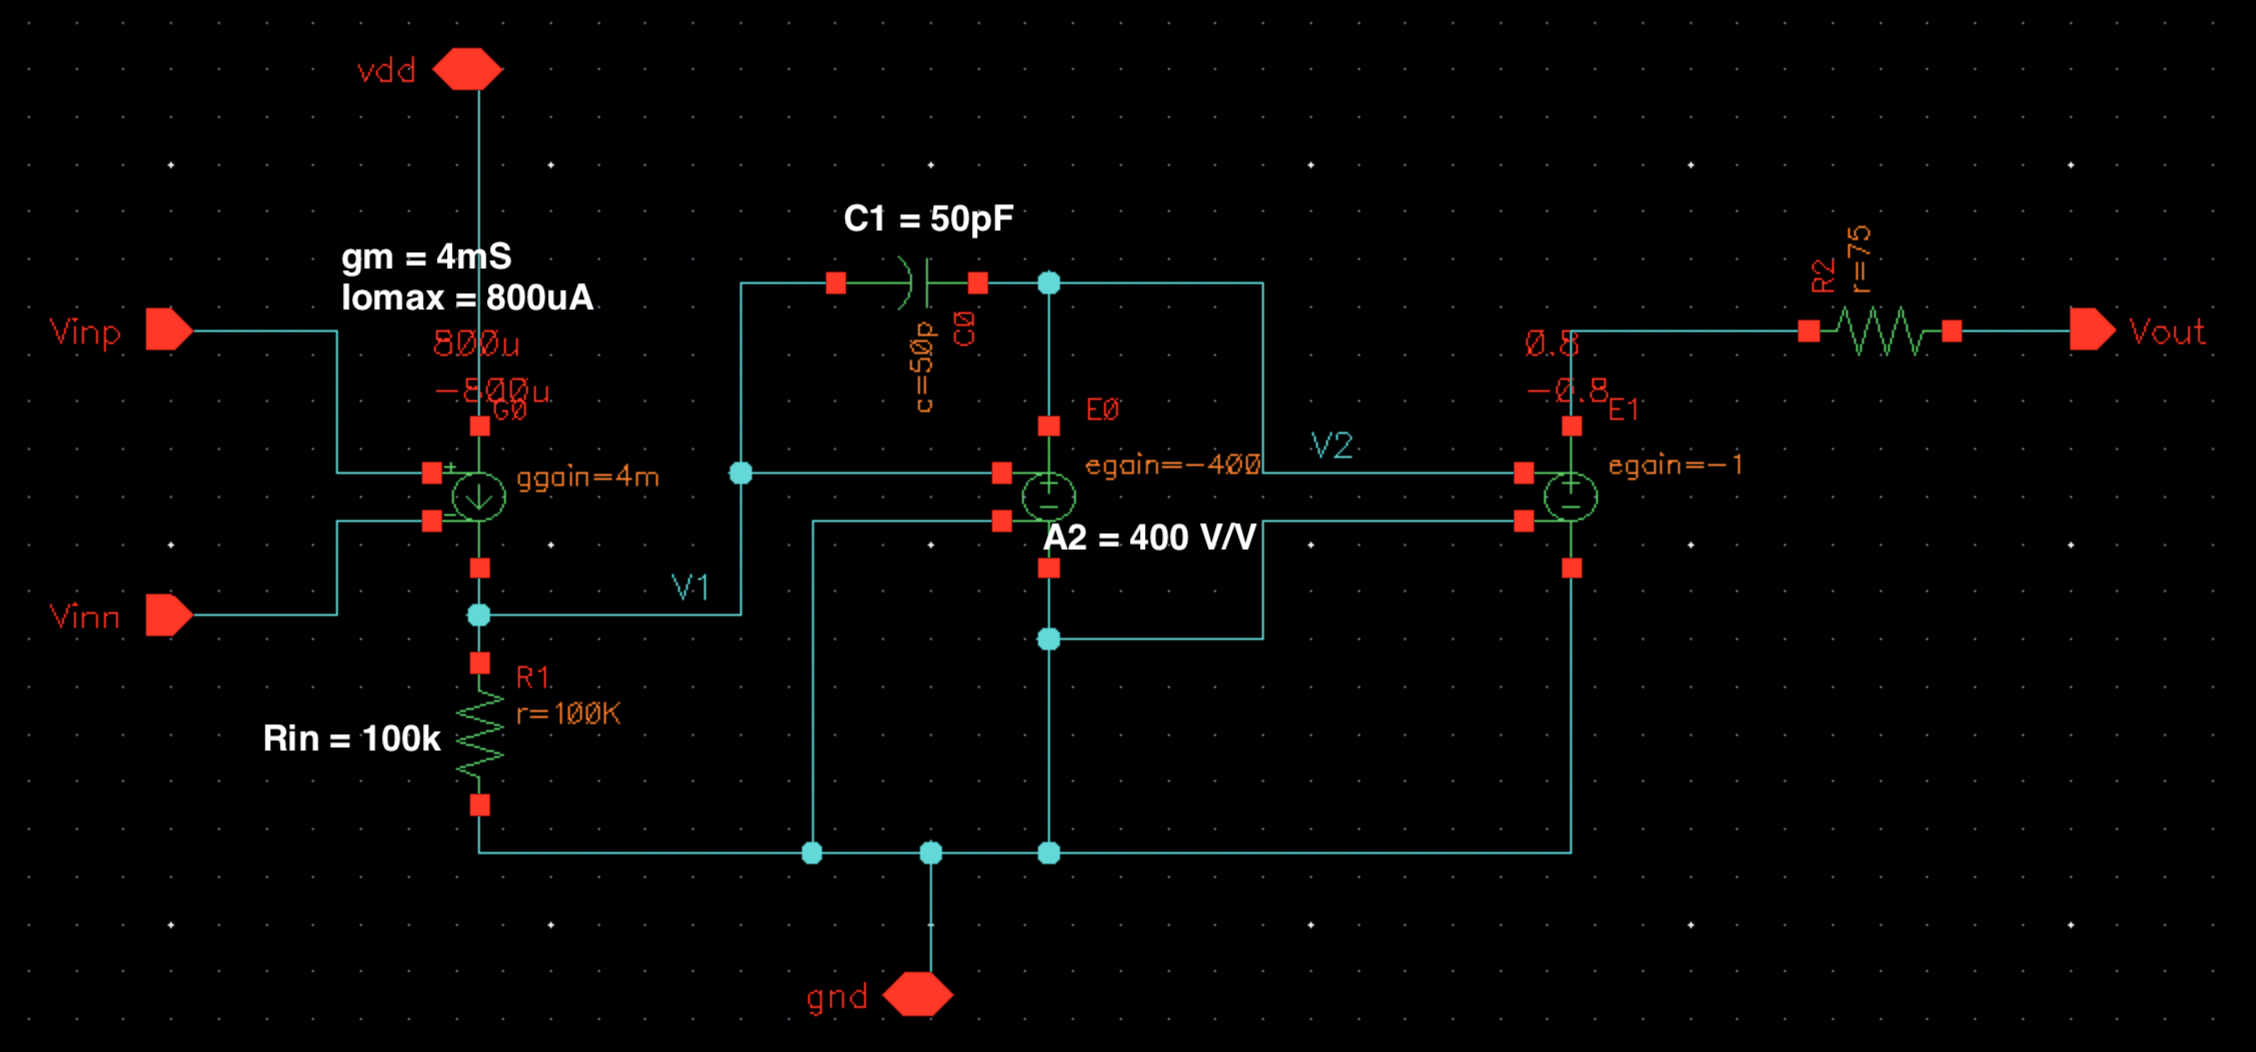 vdd
C1 = 50pF
gm = 4mS
Iomax = 800uA
Vinp
800u
-800u
G0
ggain=4m
c=50p
C0
E0
egain=-400
A2 = 400 V/V
V2
0.8
-0.8
E1
egain=-1
R2
r=75
Vout
Vinn
V1
R1
r=100K
Rin = 100k
gnd